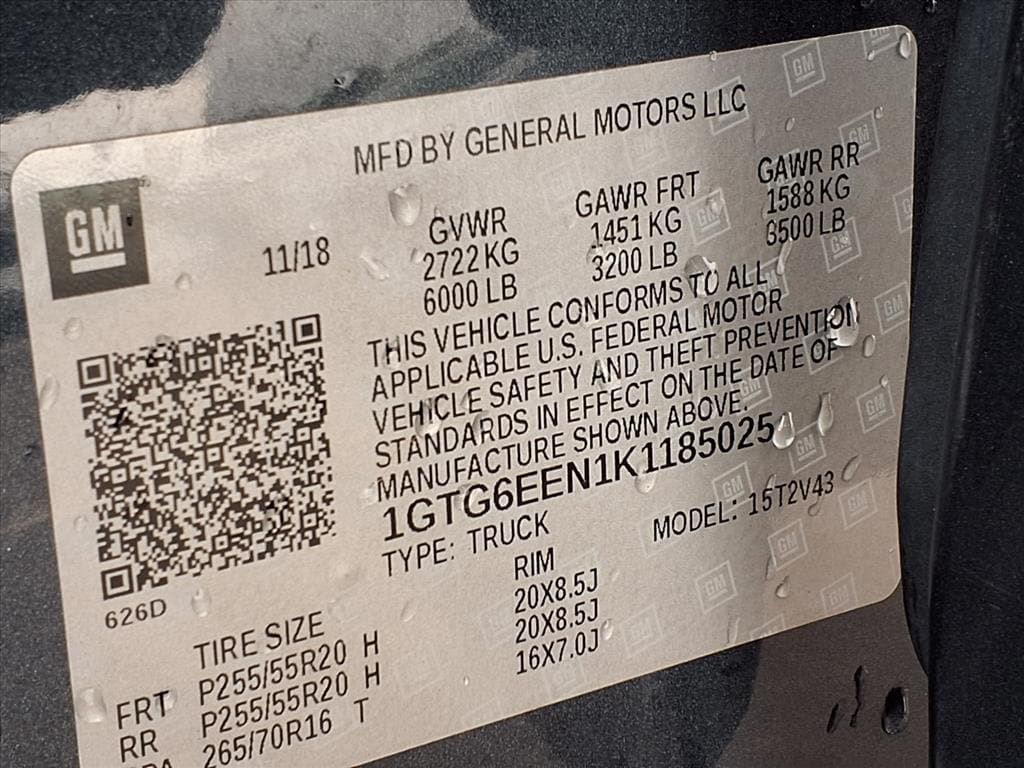 MFD BY GENERAL MOTORS LLC
GM
11/18
GVWR GAWR FRT GAWR RR
2722 KG 1451 KG 1588 KG
6000 LB 3200 LB 3500 LB
THIS VEHICLE CONFORMS TO ALL
APPLICABLE U.S. FEDERAL MOTOR
VEHICLE SAFETY AND THEFT PREVENTION
STANDARDS IN EFFECT ON THE DATE OF
MANUFACTURE SHOWN ABOVE.
1GTG6EEN1K1185025
TYPE: TRUCK MODEL: 15T2V43
626D
TIRE SIZE RIM
FRT P255/55R20 H 20X8.5J
RR P255/55R20 H 20X8.5J
265/70R16 T 16X7.0J